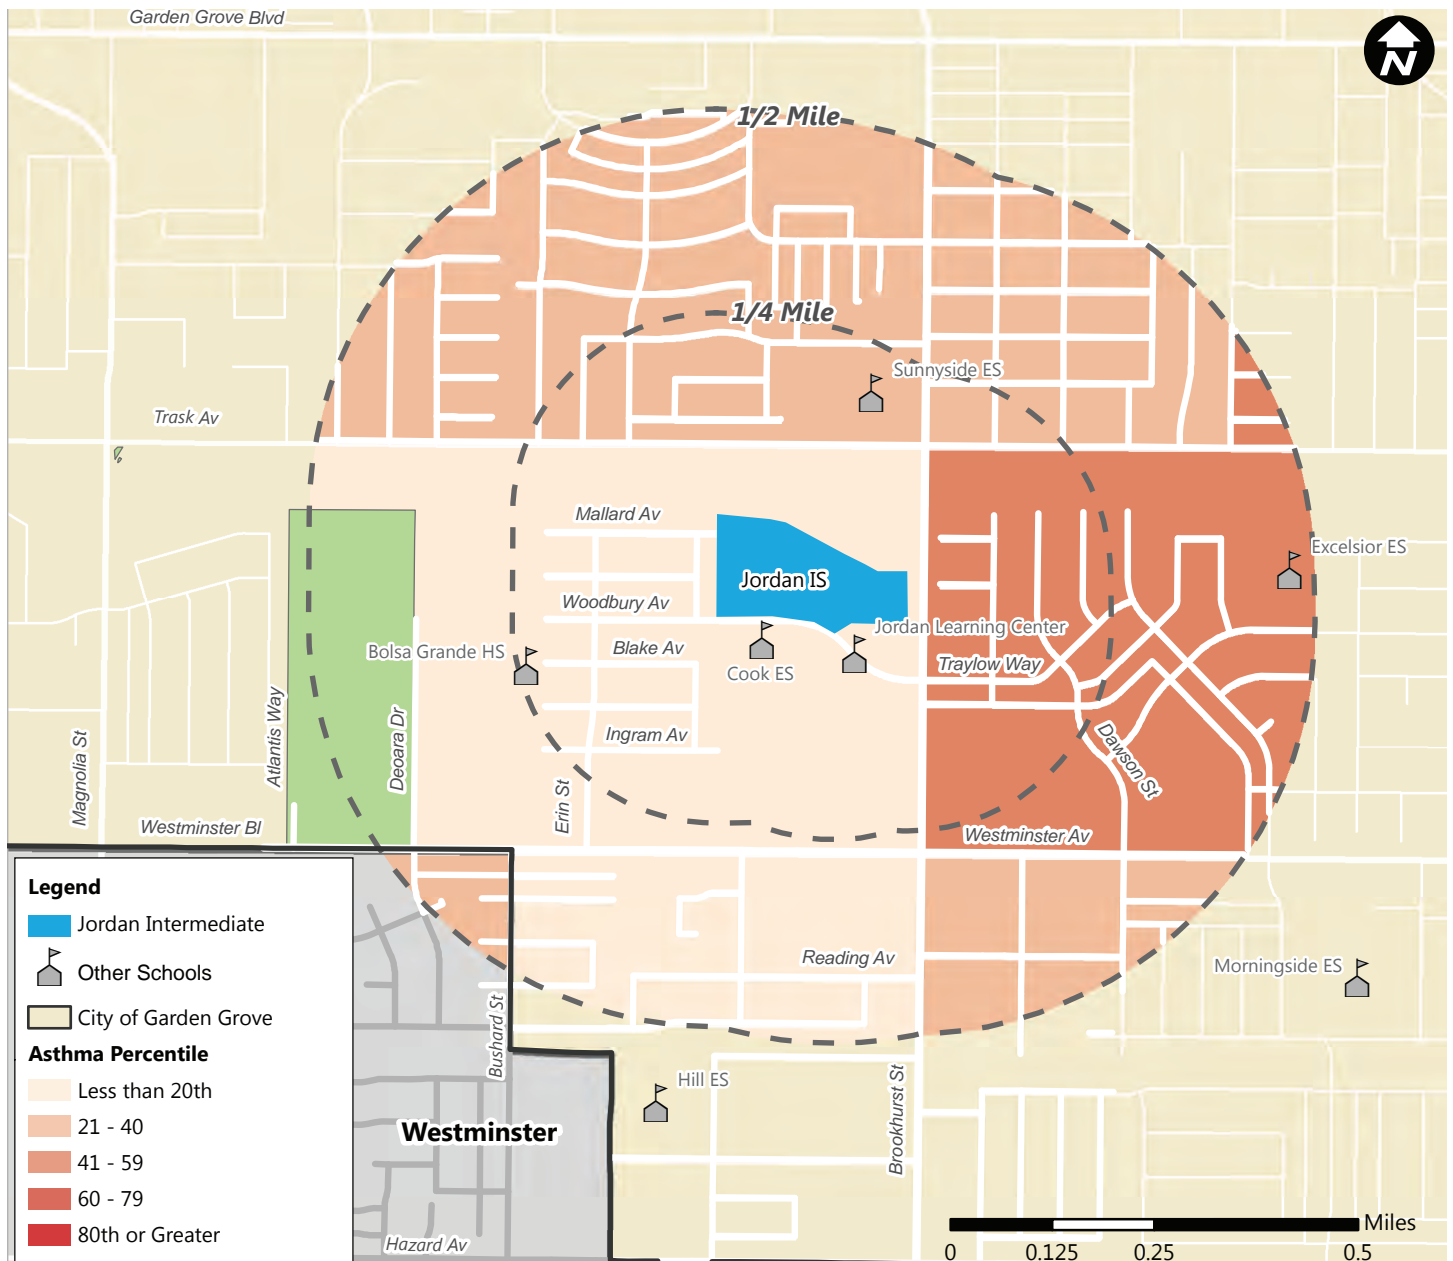 Garden Grove Blvd
N
1/2 Mile
1/4 Mile
Sunnyside ES
Trask Av
Mallard Av
Excelsior ES
Jordan IS
Woodbury Av
Jordan Learning Center
Blake Av
Bolsa Grande HS
Cook ES
Traylow Way
Atlantis Way
Deoara Dr
Ingram Av
Magnolia St
Dawson St
Erin St
Westminster Bl
Westminster Av
Reading Av
Morningside ES
Bushard St
Hill ES
Brookhurst St
Westminster
Hazard Av
Legend
Jordan Intermediate
Other Schools
City of Garden Grove
Asthma Percentile
Less than 20th
21 - 40
41 - 59
60 - 79
80th or Greater
Miles
0 0.125 0.25 0.5